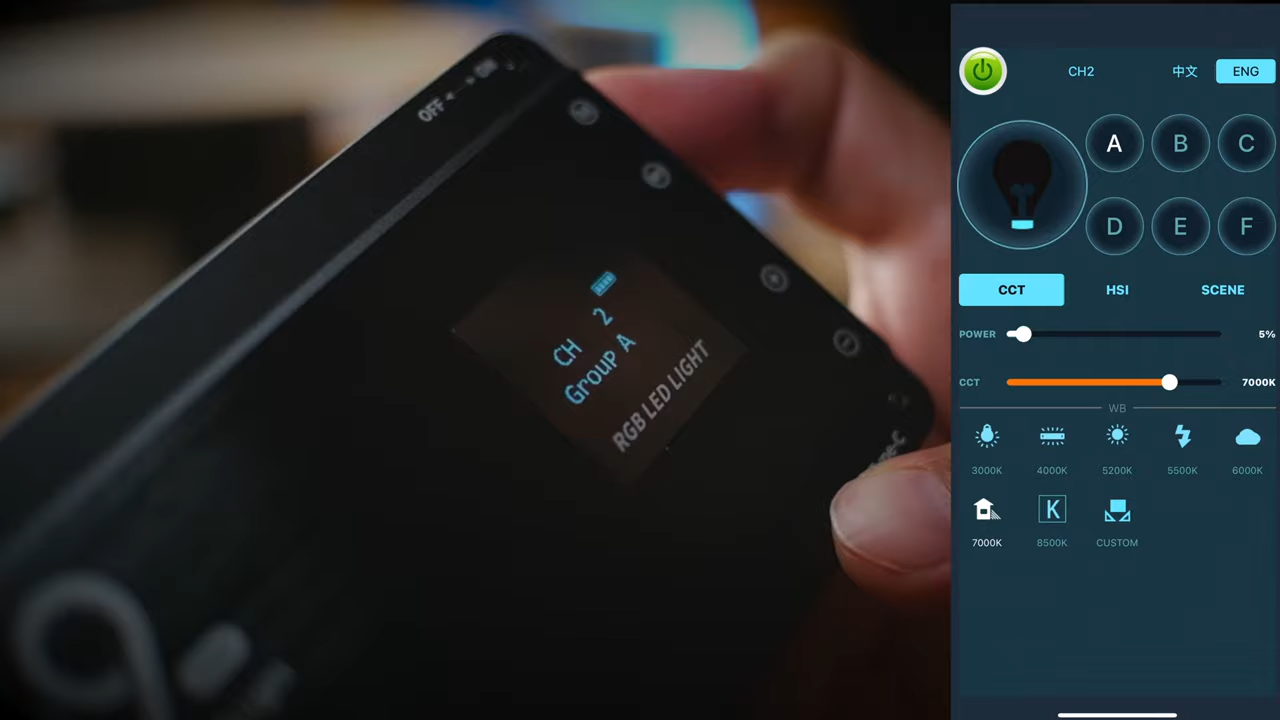 OFF
CH 2
Group A
RGB LED LIGHT
CH2
中文
ENG
A
B
C
D
E
F
CCT
HSI
SCENE
POWER
5%
CCT
7000K
WB
3000K
4000K
5200K
5500K
6000K
K
7000K
8500K
CUSTOM